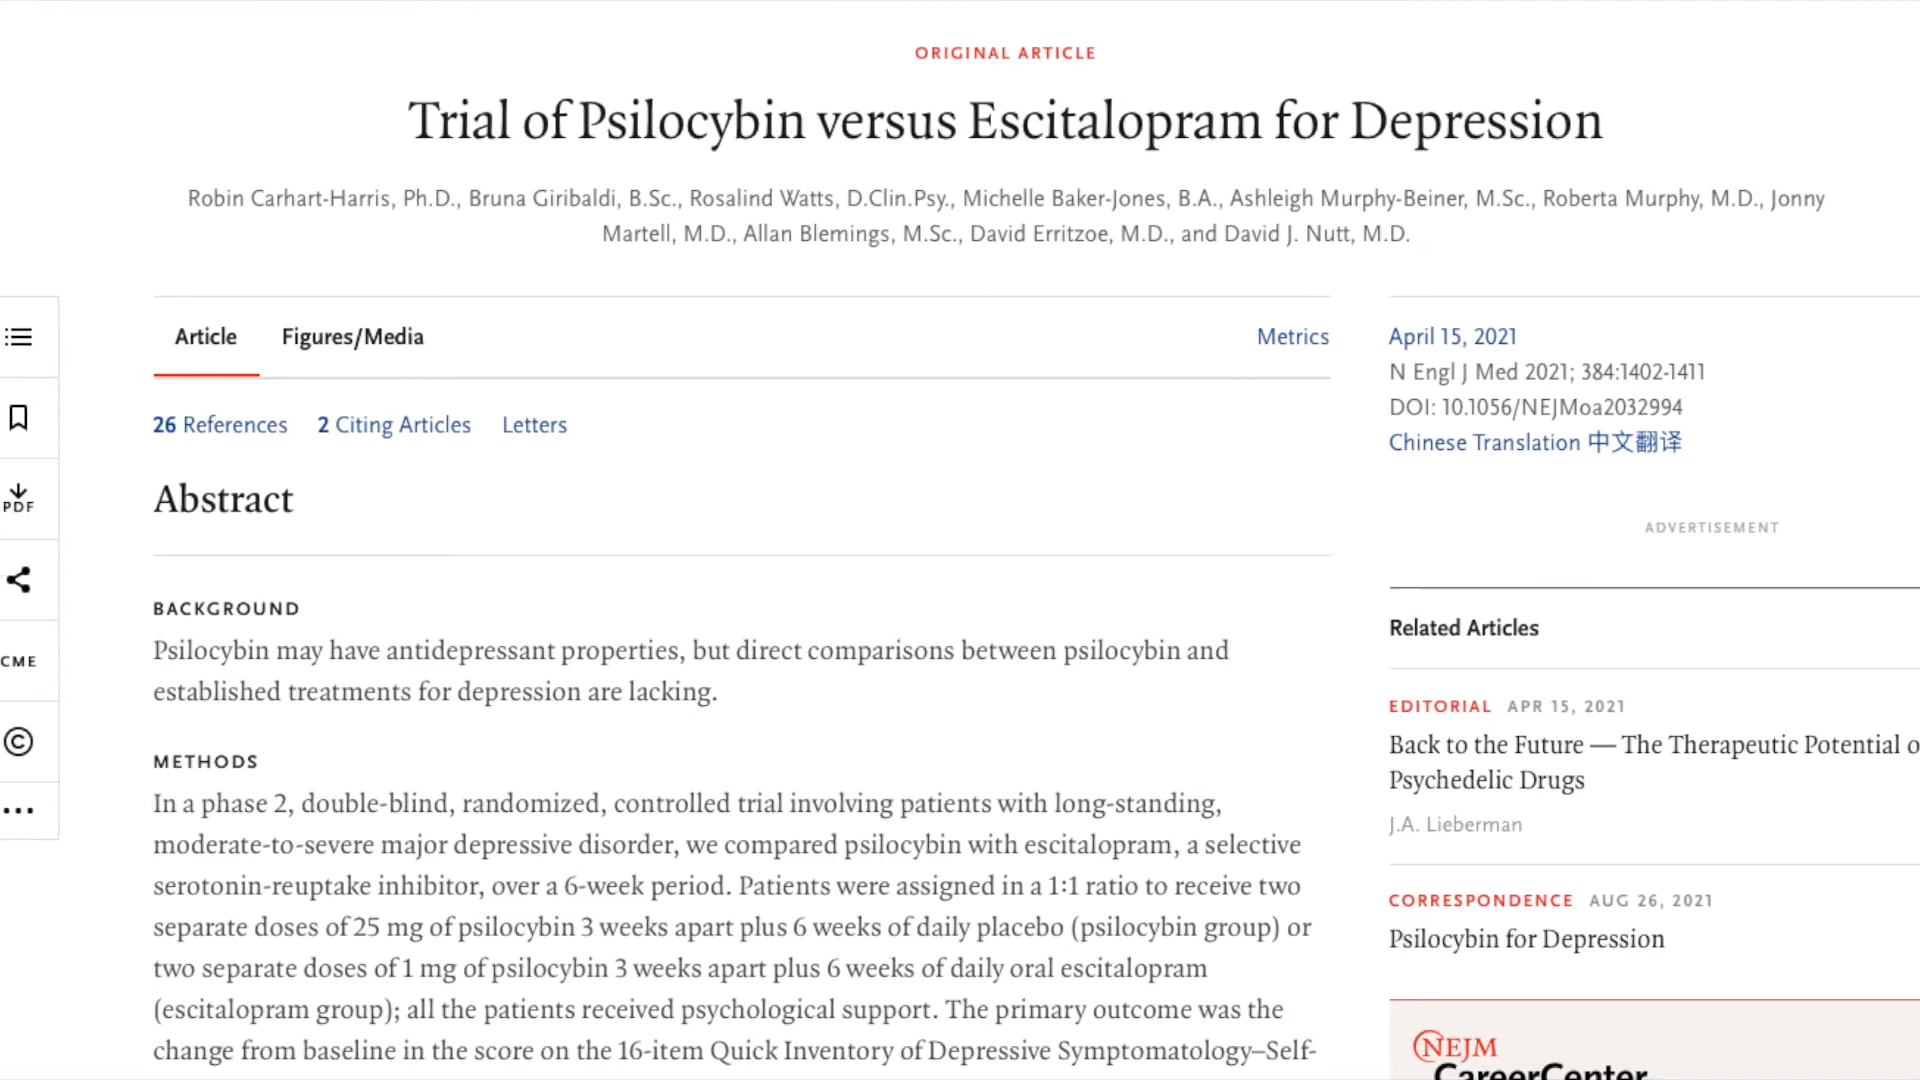 ORIGINAL ARTICLE
Trial of Psilocybin versus Escitalopram for Depression
Robin Carhart-Harris, Ph.D., Bruna Giribaldi, B.Sc., Rosalind Watts, D.Clin.Psy., Michelle Baker-Jones, B.A., Ashleigh Murphy-Beiner, M.Sc., Roberta Murphy, M.D., Jonny
Martell, M.D., Allan Blemings, M.Sc., David Erritzoe, M.D., and David J. Nutt, M.D.
PDF
CME
Article Figures/Media Metrics
26 References 2 Citing Articles Letters
Abstract
BACKGROUND
Psilocybin may have antidepressant properties, but direct comparisons between psilocybin and
established treatments for depression are lacking.
METHODS
In a phase 2, double-blind, randomized, controlled trial involving patients with long-standing,
moderate-to-severe major depressive disorder, we compared psilocybin with escitalopram, a selective
serotonin-reuptake inhibitor, over a 6-week period. Patients were assigned in a 1:1 ratio to receive two
separate doses of 25 mg of psilocybin 3 weeks apart plus 6 weeks of daily placebo (psilocybin group) or
two separate doses of 1 mg of psilocybin 3 weeks apart plus 6 weeks of daily oral escitalopram
(escitalopram group); all the patients received psychological support. The primary outcome was the
change from baseline in the score on the 16-item Quick Inventory of Depressive Symptomatology–Self-
April 15, 2021
N Engl J Med 2021; 384:1402-1411
DOI: 10.1056/NEJMoa2032994
Chinese Translation 中文翻译
ADVERTISEMENT
Related Articles
EDITORIAL APR 15, 2021
Back to the Future — The Therapeutic Potential o
Psychedelic Drugs
J.A. Lieberman
CORRESPONDENCE AUG 26, 2021
Psilocybin for Depression
NEJM
CareerCenter